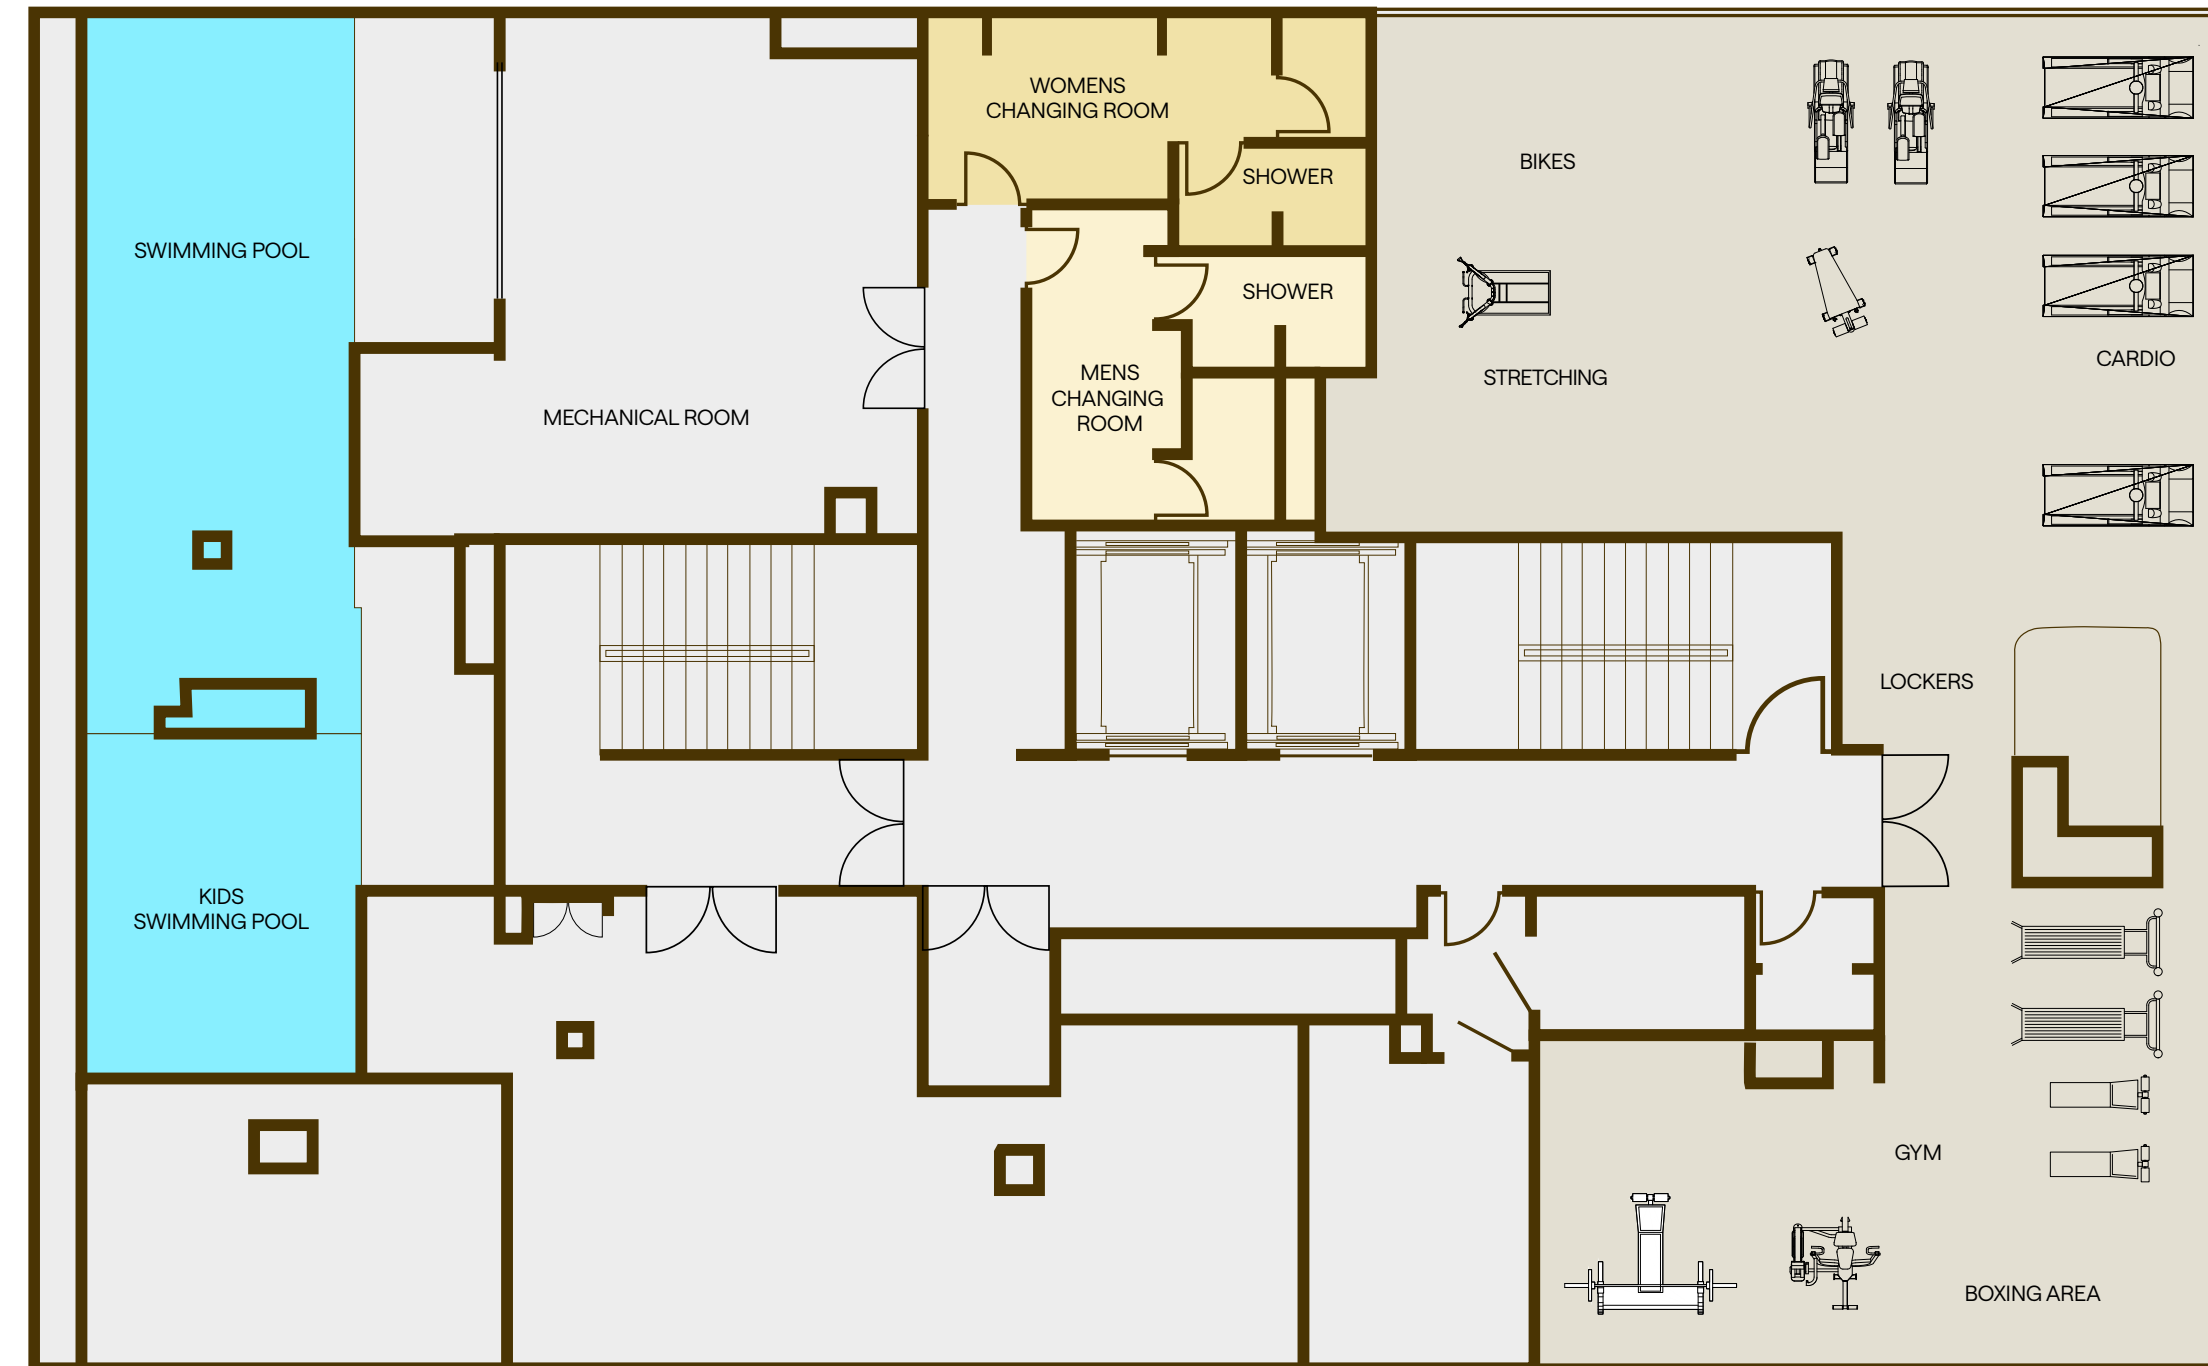 WOMENS
CHANGING ROOM
BIKES
SHOWER
SWIMMING POOL
SHOWER
CARDIO
MENS
CHANGING
ROOM
STRETCHING
MECHANICAL ROOM
LOCKERS
KIDS
SWIMMING POOL
GYM
BOXING AREA